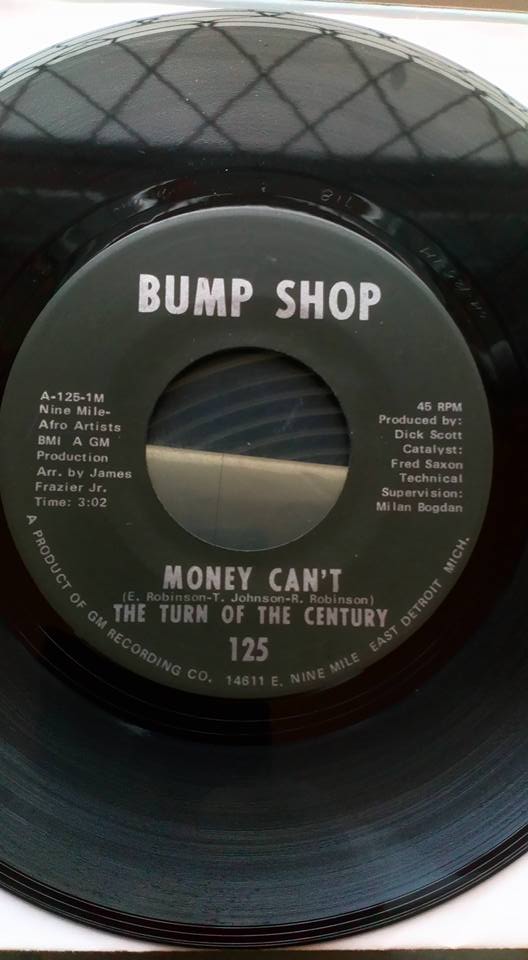 BUMP SHOP
A-125-1M
Nine Mile-
Afro Artists
BMI A GM
Production
Arr. by James
Frazier Jr.
Time: 3:02
45 RPM
Produced by:
Dick Scott
Catalyst:
Fred Saxon
Technical
Supervision:
Milan Bogdan
MONEY CAN'T
(E. Robinson-T. Johnson-R. Robinson)
THE TURN OF THE CENTURY
125
A PRODUCT OF GM RECORDING CO. 14611 E. NINE MILE EAST DETROIT MICH.